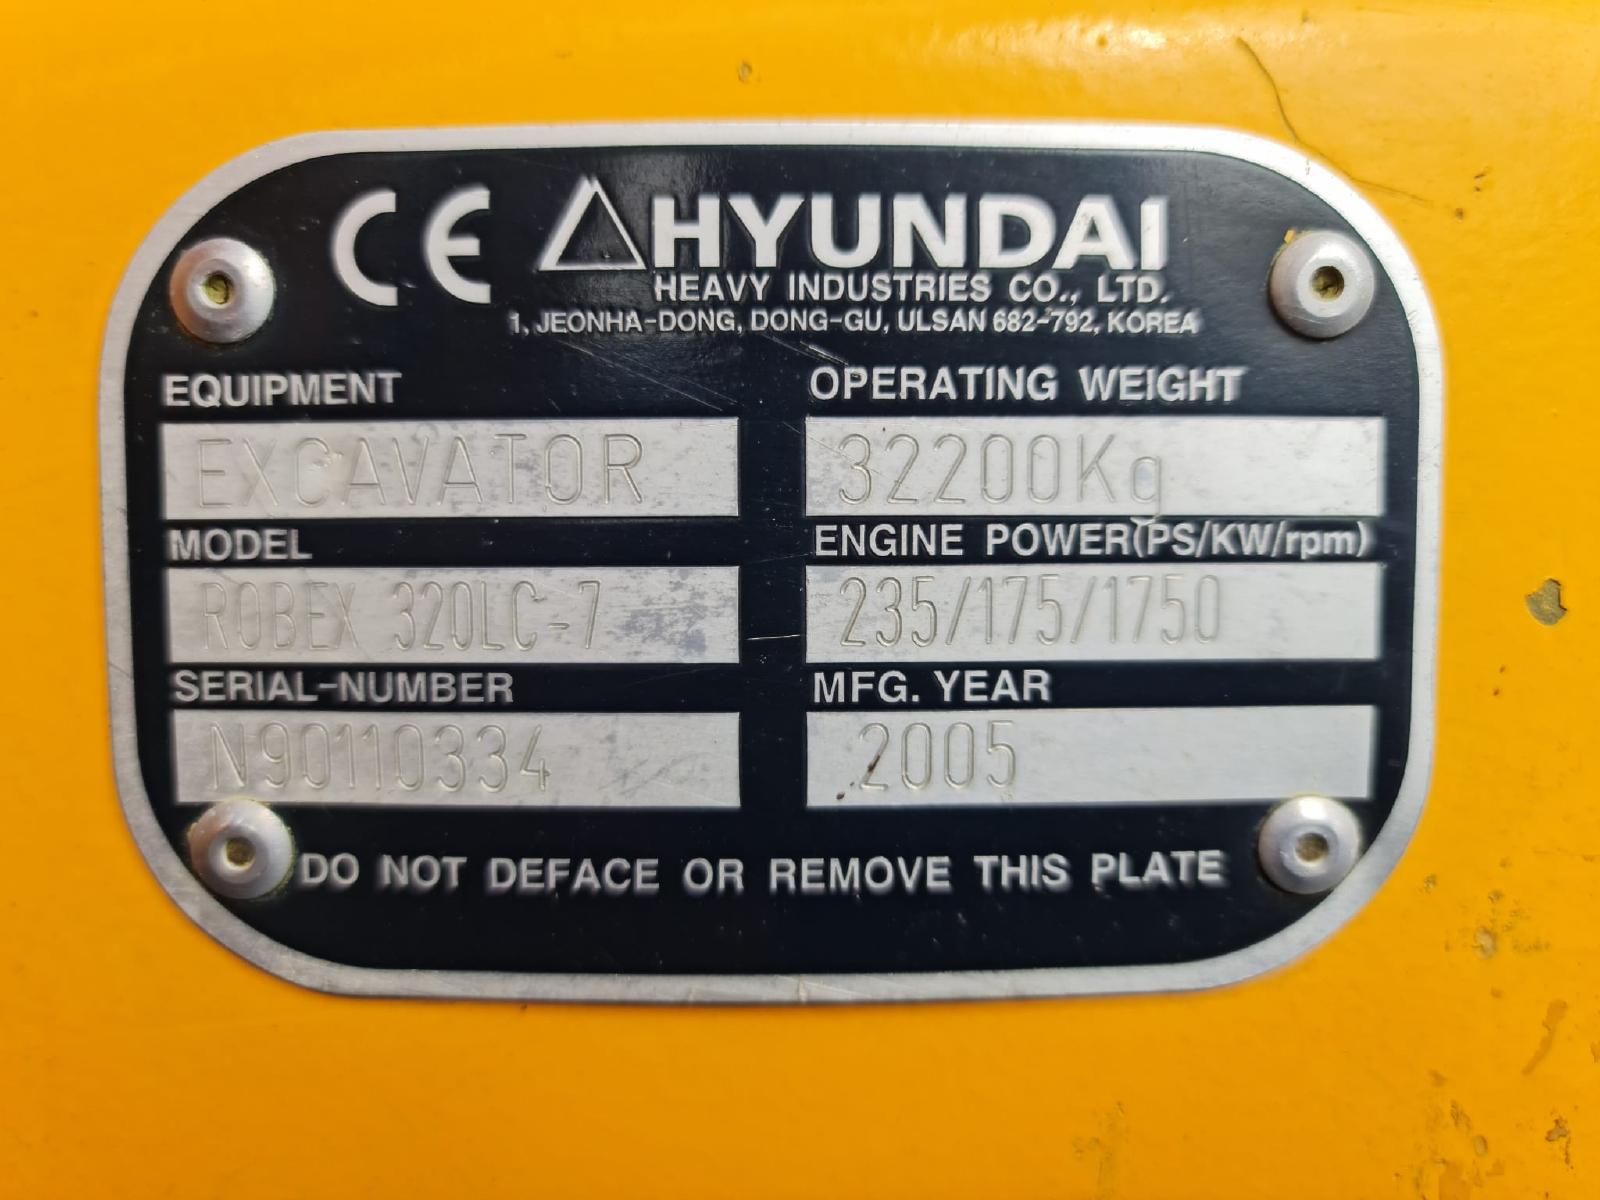 CE HYUNDAI
HEAVY INDUSTRIES CO., LTD.
1, JEONHA-DONG, DONG-GU, ULSAN 682-792, KOREA
EQUIPMENT
EXCAVATOR
OPERATING WEIGHT
32200Kg
MODEL
ROBEX 320LC-7
ENGINE POWER(PS/KW/rpm)
235/175/1750
SERIAL-NUMBER
N90110334
MFG. YEAR
2005
DO NOT DEFACE OR REMOVE THIS PLATE